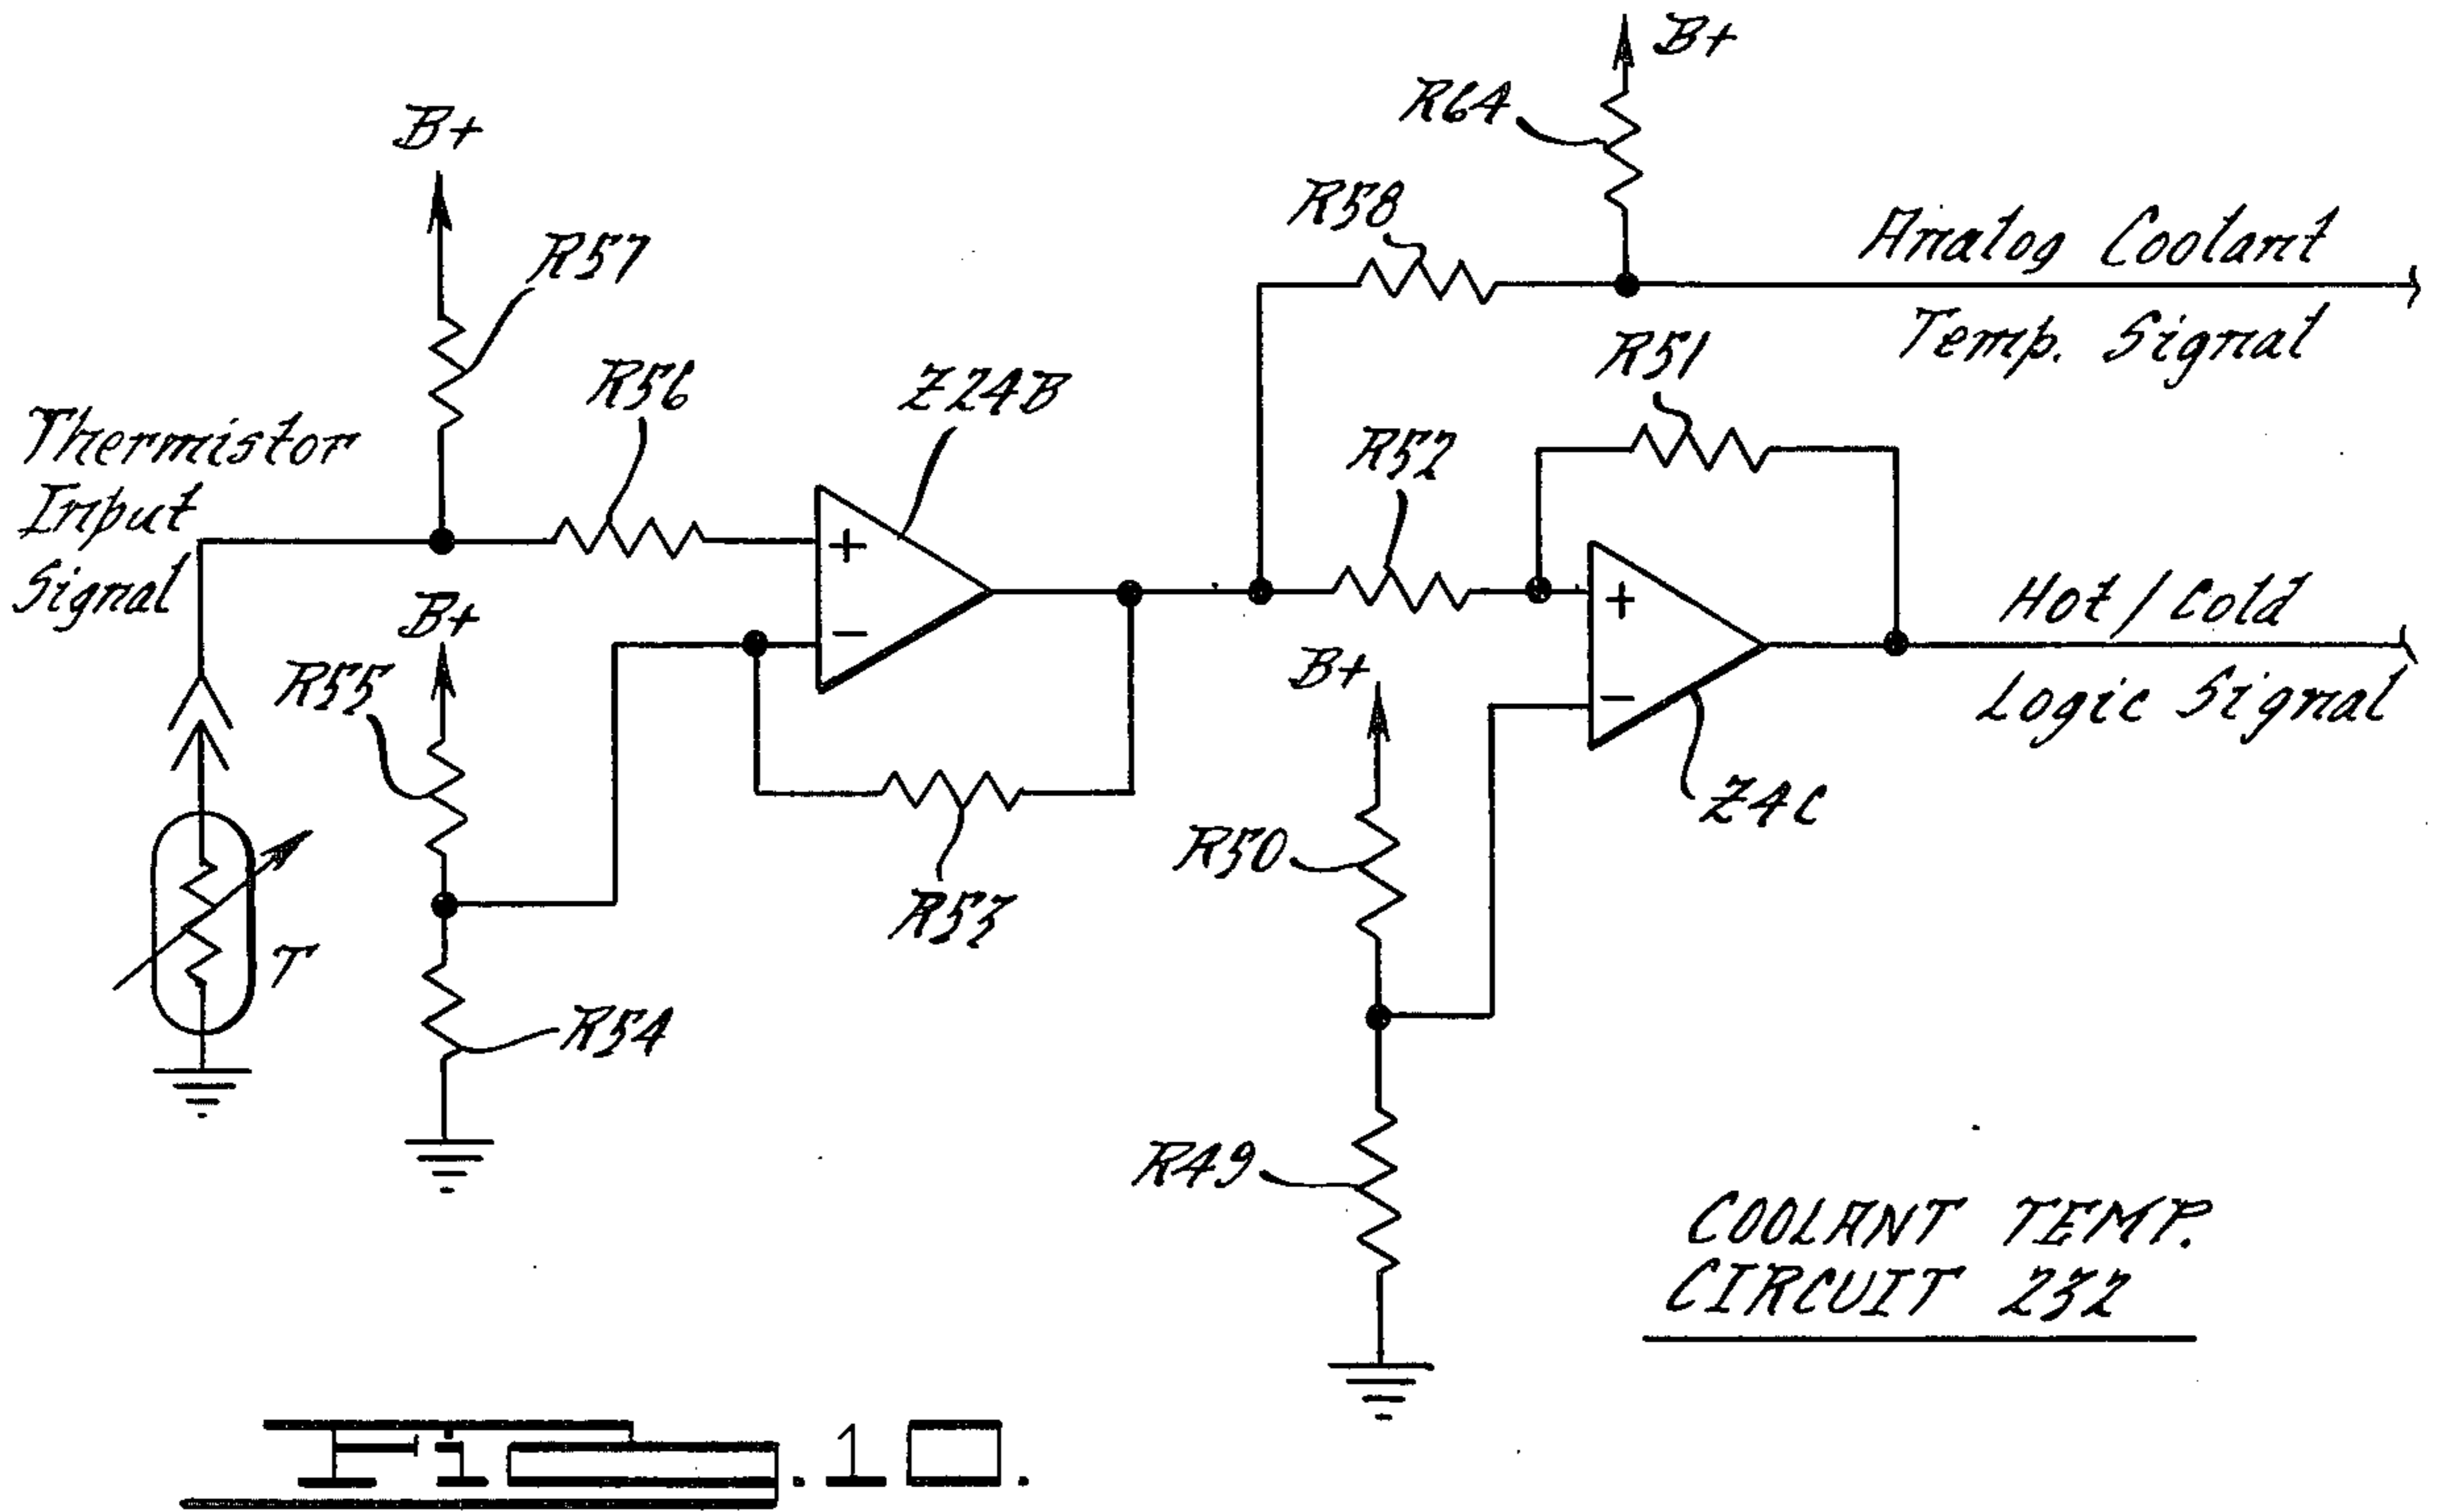 B+
R64
B+
R58
R57
Analog Coolant
Temp. Signal
R51
R56
Z24B
Thermistor
Input
Signal
R52
+
−
B+
R55
+
−
Hot/Cold
Logic Signal
B+
Z4C
R50
R53
T
R54
R49
COOLANT TEMP.
CIRCUIT 232
Fig. 10.